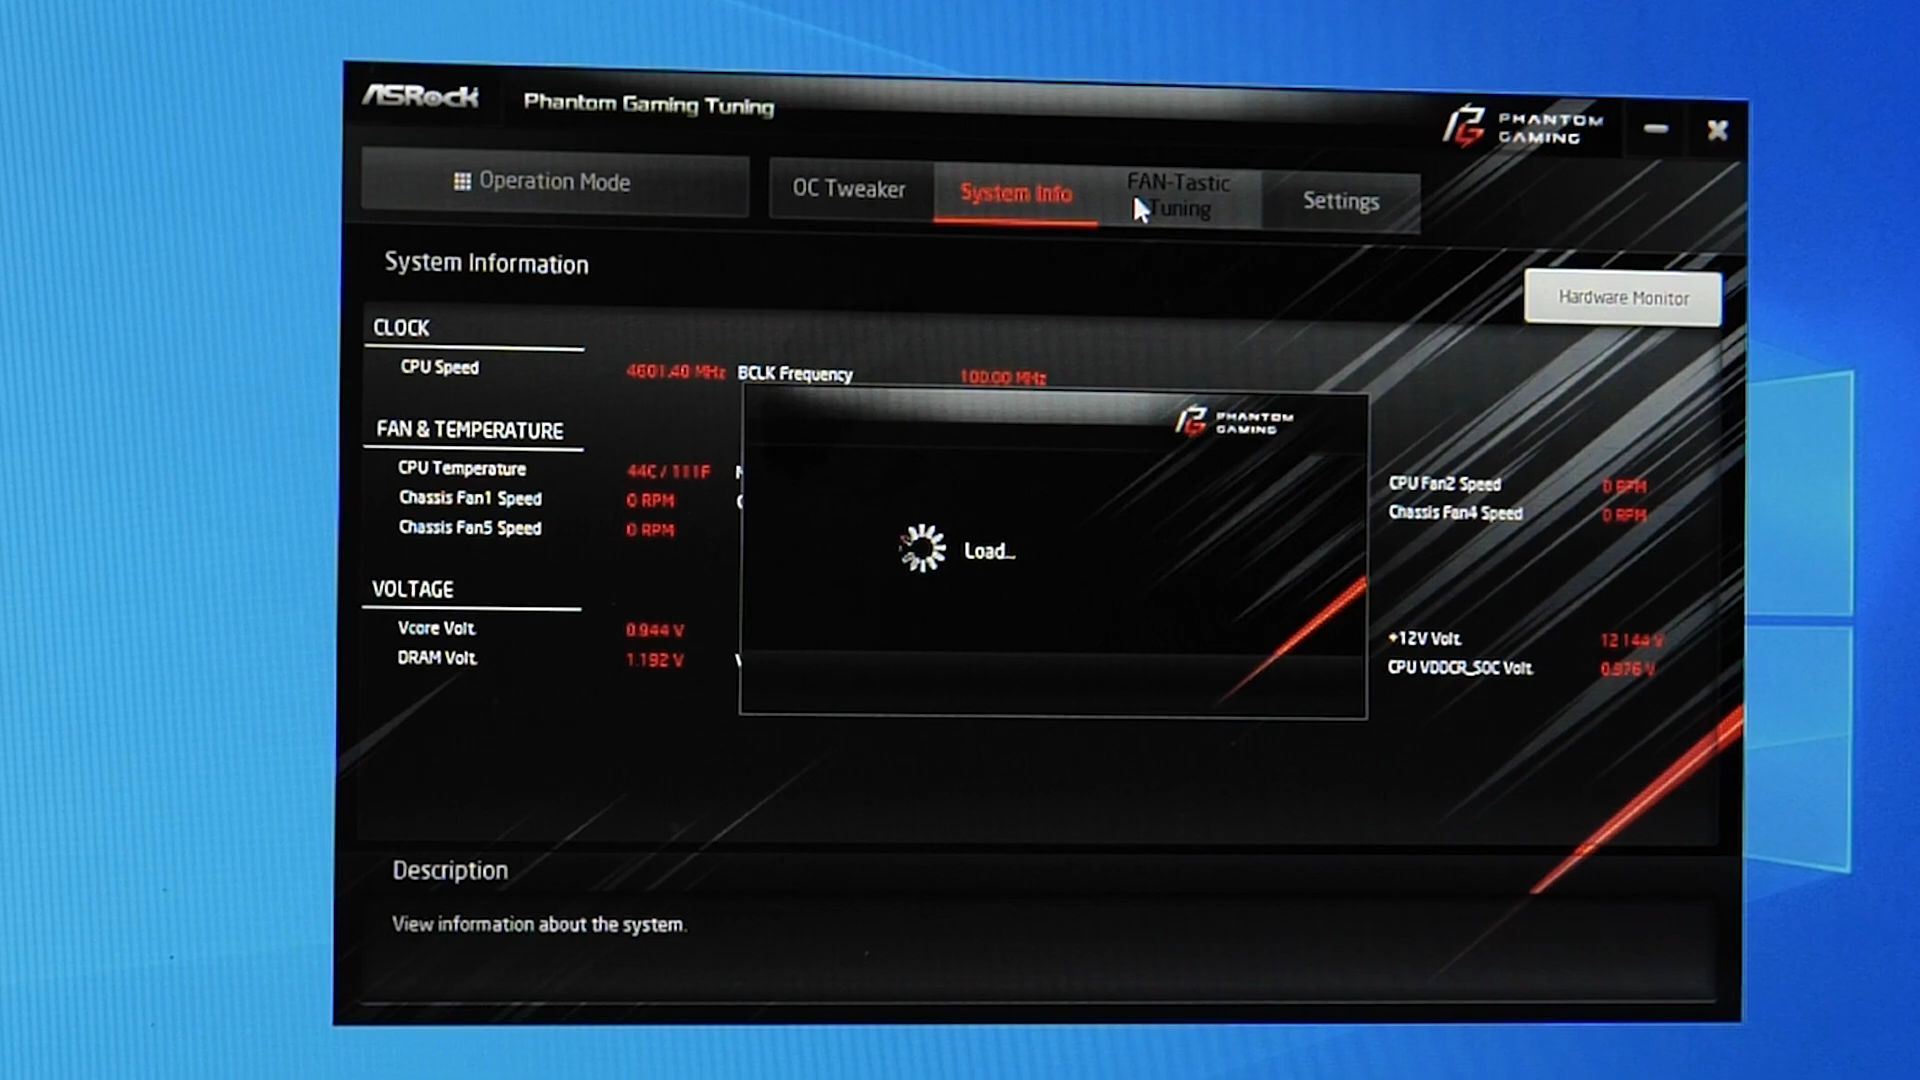 ASRock
Phantom Gaming Tuning
PHANTOM
GAMING
Operation Mode
OC Tweaker
System Info
FAN-Tastic
Tuning
Settings
System Information
Hardware Monitor
CLOCK
CPU Speed
4601.40 MHz
BCLK Frequency
100.00 MHz
FAN & TEMPERATURE
CPU Temperature
44C / 111F
Chassis Fan1 Speed
0 RPM
Chassis Fan5 Speed
0 RPM
PHANTOM
GAMING
Load...
CPU Fan2 Speed
0 RPM
Chassis Fan4 Speed
0 RPM
VOLTAGE
Vcore Volt.
0.944 V
DRAM Volt.
1.192 V
+12V Volt.
12.144 V
CPU VDDCR_SOC Volt.
0.976 V
Description
View information about the system.